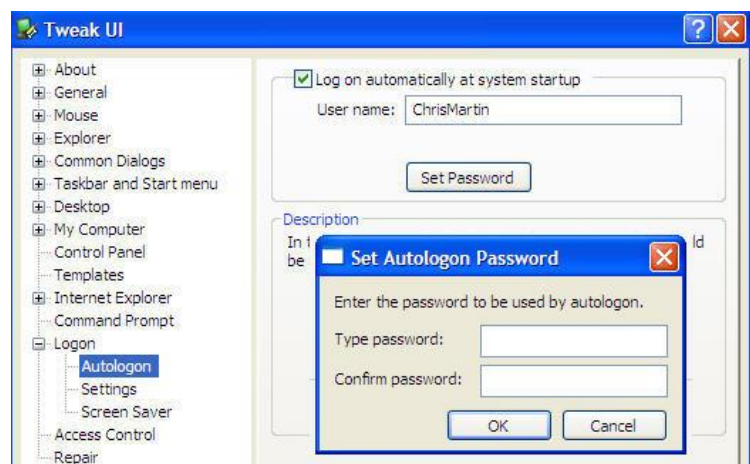 Tweak UI
About
General
Mouse
Explorer
Common Dialogs
Taskbar and Start menu
Desktop
My Computer
Control Panel
Templates
Internet Explorer
Command Prompt
Logon
Autologon
Settings
Screen Saver
Access Control
Repair
Log on automatically at system startup
User name: ChrisMartin
Set Password
Description
In
be
Set Autologon Password
Enter the password to be used by autologon.
Type password:
Confirm password:
OK Cancel